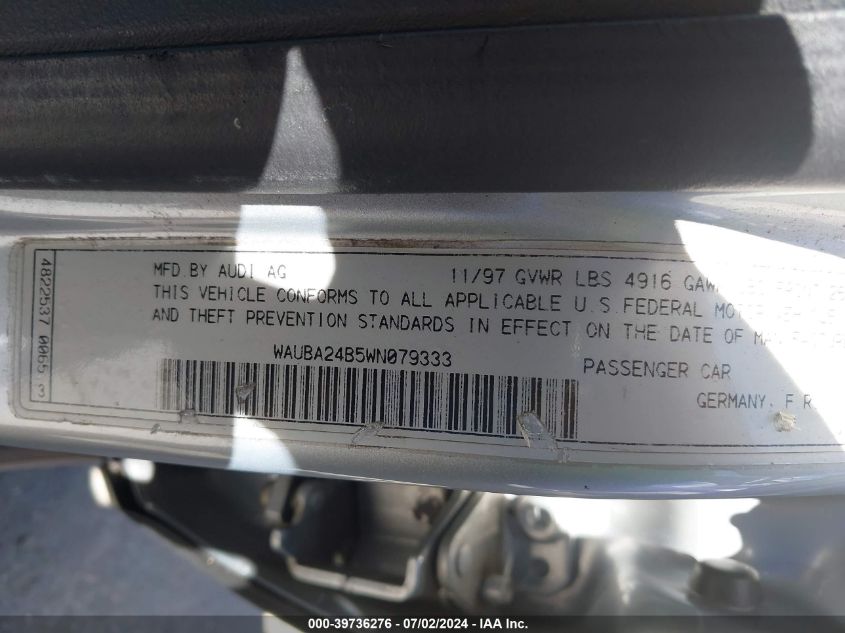 4822537 0065 3
MFD BY AUDI AG 11/97 GVWR LBS 4916
THIS VEHICLE CONFORMS TO ALL APPLICABLE U.S.FEDERAL
AND THEFT PREVENTION STANDARDS IN EFFECT ON THE DATE OF
WAUBA24B5WN079333
PASSENGER CAR
GERMANY, F R
000-39736276 - 07/02/2024 - IAA Inc.